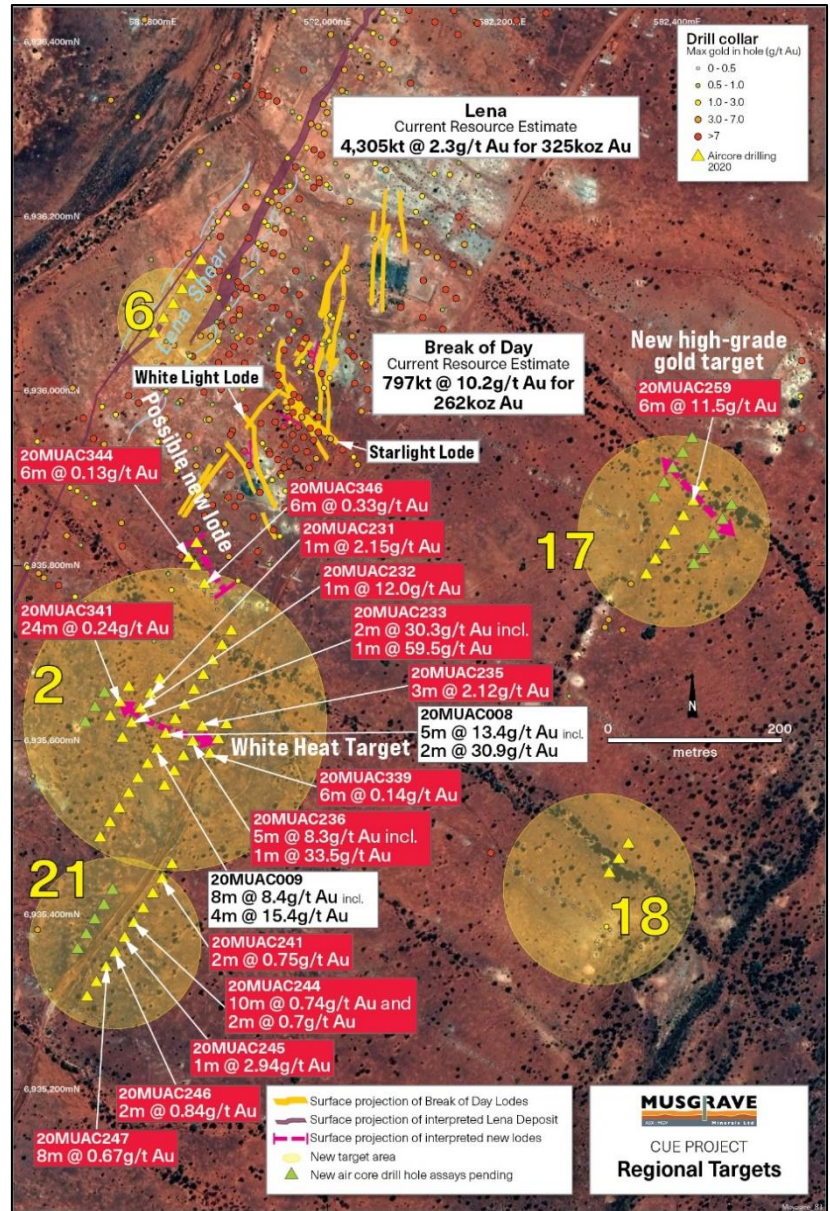 581,800mE
582,000mE
582,200mE
582,400mE
6,936,400mN
6,936,200mN
6,936,000mN
6,935,800mN
6,935,600mN
6,935,400mN
6,935,200mN
Drill collar
Max gold in hole (g/t Au)
0 - 0.5
0.5 - 1.0
1.0 - 3.0
3.0 - 7.0
>7
Aircore drilling
2020
Lena
Current Resource Estimate
4,305kt @ 2.3g/t Au for 325koz Au
Lena Shear
6
Break of Day
Current Resource Estimate
797kt @ 10.2g/t Au for
262koz Au
White Light Lode
Starlight Lode
Possible new lode
New high-grade
gold target
20MUAC259
6m @ 11.5g/t Au
17
20MUAC344
6m @ 0.13g/t Au
20MUAC346
6m @ 0.33g/t Au
20MUAC231
1m @ 2.15g/t Au
20MUAC232
1m @ 12.0g/t Au
20MUAC341
24m @ 0.24g/t Au
20MUAC233
2m @ 30.3g/t Au incl.
1m @ 59.5g/t Au
2
20MUAC235
3m @ 2.12g/t Au
20MUAC008
5m @ 13.4g/t Au incl.
2m @ 30.9g/t Au
White Heat Target
N
0
200
metres
20MUAC339
6m @ 0.14g/t Au
20MUAC236
5m @ 8.3g/t Au incl.
1m @ 33.5g/t Au
21
20MUAC009
8m @ 8.4g/t Au incl.
4m @ 15.4g/t Au
18
20MUAC241
2m @ 0.75g/t Au
20MUAC244
10m @ 0.74g/t Au and
2m @ 0.7g/t Au
20MUAC245
1m @ 2.94g/t Au
20MUAC246
2m @ 0.84g/t Au
20MUAC247
8m @ 0.67g/t Au
Surface projection of Break of Day Lodes
Surface projection of interpreted Lena Deposit
Surface projection of interpreted new lodes
New target area
New air core drill hole assays pending
MUSGRAVE
Minerals Ltd
CUE PROJECT
Regional Targets